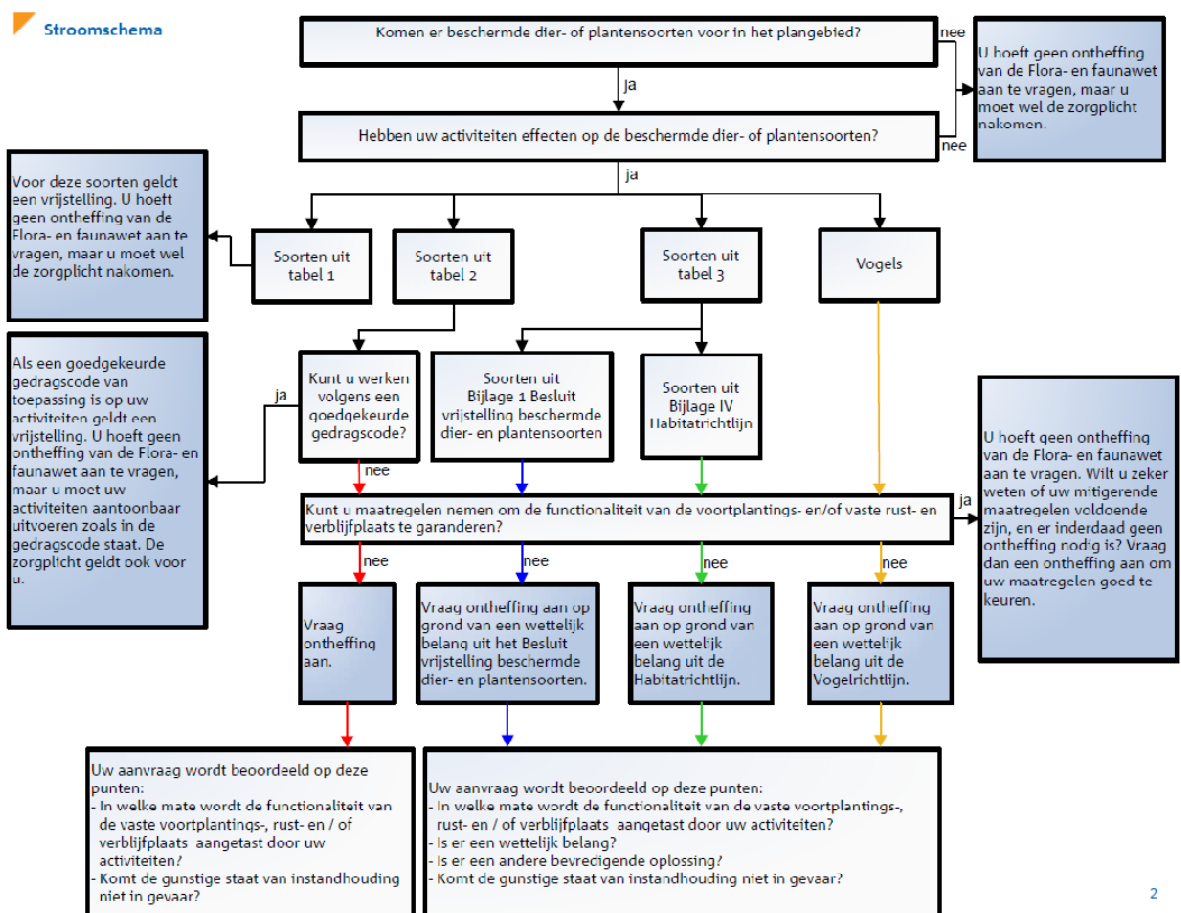 Stroomschema
Komen er beschermde dier- of plantensoorten voor in het plangebied?
nee
U hoeft geen ontheffing
van de Flora- en faunawet
aan te vragen, maar u
moet wel de zorgplicht
nakomen.
ja
Hebben uw activiteiten effecten op de beschermde dier- of plantensoorten?
nee
ja
Voor deze soorten geldt
een vrijstelling. U hoeft
geen ontheffing van de
Flora- en faunawet aan te
vragen, maar u moet wel
de zorgplicht nakomen.
Soorten uit
tabel 1
Soorten uit
tabel 2
Soorten uit
tabel 3
Vogels
Als een goedgekeurde
gedragscode van
toepassing is op uw
activiteiten geldt een
vrijstelling. U hoeft geen
ontheffing van de Flora- en
faunawet aan te vragen,
maar u moet uw
activiteiten aantoonbaar
uitvoeren zoals in de
gedragscode staat. De
zorgplicht geldt ook voor
u.
ja
Kunt u werken
volgens een
goedgekeurde
gedragscode?
Soorten uit
Bijlage 1 Besluit
vrijstelling beschermde
dier- en plantensoorten
Soorten uit
Bijlage IV
Habitatrichtlijn
nee
Kunt u maatregelen nemen om de functionaliteit van de voortplantings- en/of vaste rust- en
verblijfplaats te garanderen?
ja
U hoeft geen ontheffing
van de Flora- en faunawet
aan te vragen. Wilt u zeker
weten of uw mitigerende
maatregelen voldoende
zijn, en er inderdaad geen
ontheffing nodig is? Vraag
dan een ontheffing aan om
uw maatregelen goed te
keuren.
nee
nee
nee
nee
Vraag
ontheffing
aan.
Vraag ontheffing aan op
grond van een wettelijk
belang uit het Besluit
vrijstelling beschermde
dier- en plantensoorten.
Vraag ontheffing
aan op grond van
een wettelijk
belang uit de
Habitatrichtlijn.
Vraag ontheffing
aan op grond van
een wettelijk
belang uit de
Vogelrichtlijn.
Uw aanvraag wordt beoordeeld op deze
punten:
- In welke mate wordt de functionaliteit van
de vaste voortplantings-, rust- en / of
verblijfplaats aangetast door uw
activiteiten?
- Komt de gunstige staat van instandhouding
niet in gevaar?
Uw aanvraag wordt beoordeeld op deze punten:
- In welke mate wordt de functionaliteit van de vaste voortplantings-,
rust- en / of verblijfplaats aangetast door uw activiteiten?
- Is er een wettelijk belang?
- Is er een andere bevredigende oplossing?
- Komt de gunstige staat van instandhouding niet in gevaar?
2